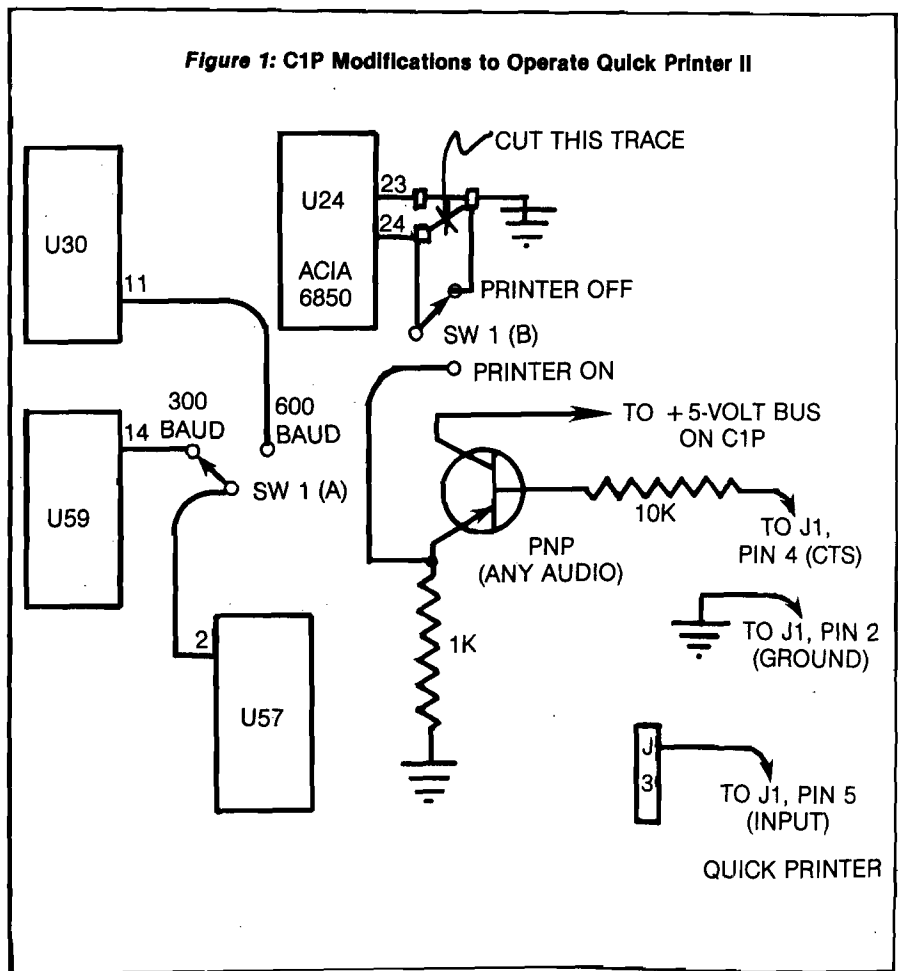 Figure 1: C1P Modifications to Operate Quick Printer II
CUT THIS TRACE
U30
11
U24
ACIA
6850
23
24
PRINTER OFF
SW 1 (B)
PRINTER ON
300
BAUD
600
BAUD
14
SW 1 (A)
U59
TO +5-VOLT BUS
ON C1P
PNP
(ANY AUDIO)
10K
TO J1,
PIN 4 (CTS)
TO J1, PIN 2
(GROUND)
1K
2
U57
J
3
TO J1, PIN 5
(INPUT)
QUICK PRINTER